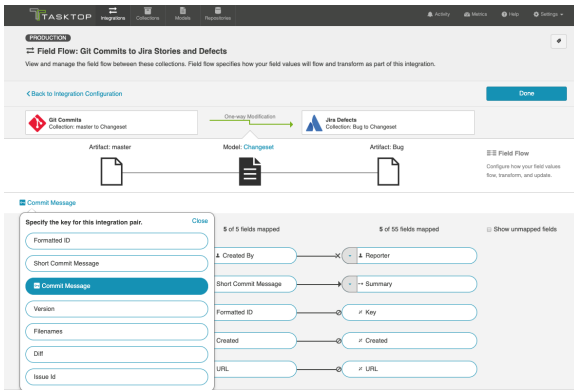 TASKTOP
Integrations
Collections
Models
Repositories
Activity
Metrics
Help
Settings
PRODUCTION
Field Flow: Git Commits to Jira Stories and Defects
View and manage the field flow between these collections. Field flow specifies how your field values will flow and transform as part of this integration.
Back to Integration Configuration
Done
Git Commits
Collection: master to Changeset
One-way Modification
Jira Defects
Collection: Bug to Changeset
Artifact: master
Model: Changeset
Artifact: Bug
Field Flow
Configure how your field values
flow, transform, and update.
Commit Message
Specify the key for this integration pair.
Close
Formatted ID
Short Commit Message
Commit Message
Version
Filenames
Diff
Issue Id
5 of 5 fields mapped
5 of 55 fields mapped
Show unmapped fields
Created By
Reporter
Short Commit Message
Summary
Formatted ID
Key
Created
Created
URL
URL